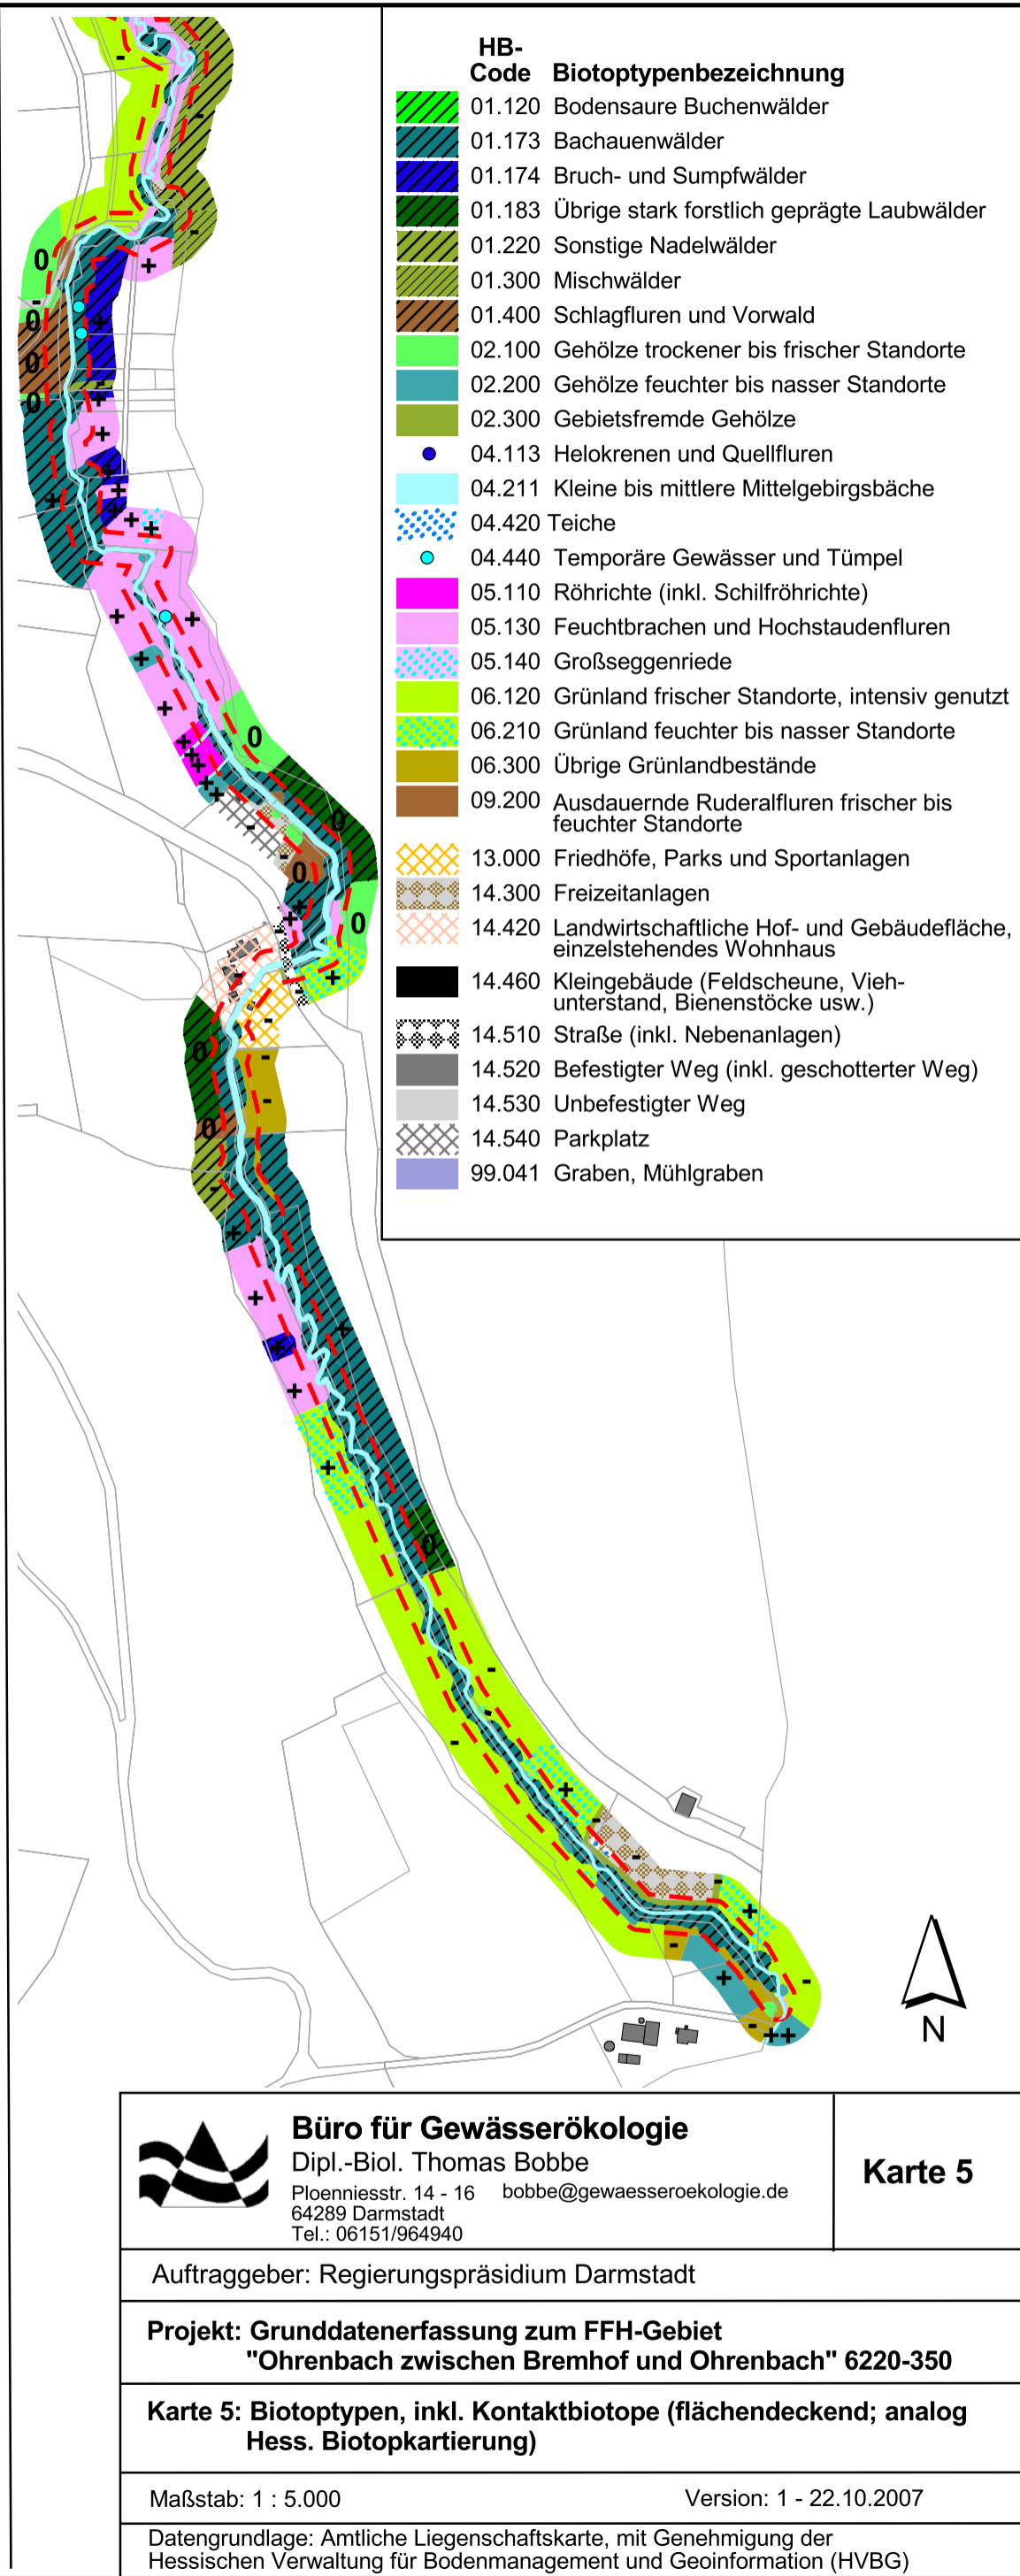 HB-
Code Biotoptypenbezeichnung
01.120 Bodensaure Buchenwälder
01.173 Bachauenwälder
01.174 Bruch- und Sumpfwälder
01.183 Übrige stark forstlich geprägte Laubwälder
01.220 Sonstige Nadelwälder
01.300 Mischwälder
01.400 Schlagfluren und Vorwald
02.100 Gehölze trockener bis frischer Standorte
02.200 Gehölze feuchter bis nasser Standorte
02.300 Gebietsfremde Gehölze
04.113 Helokrenen und Quellfluren
04.211 Kleine bis mittlere Mittelgebirgsbäche
04.420 Teiche
04.440 Temporäre Gewässer und Tümpel
05.110 Röhrichte (inkl. Schilfröhrichte)
05.130 Feuchtbrachen und Hochstaudenfluren
05.140 Großseggenriede
06.120 Grünland frischer Standorte, intensiv genutzt
06.210 Grünland feuchter bis nasser Standorte
06.300 Übrige Grünlandbestände
09.200 Ausdauernde Ruderalfluren frischer bis
feuchter Standorte
13.000 Friedhöfe, Parks und Sportanlagen
14.300 Freizeitanlagen
14.420 Landwirtschaftliche Hof- und Gebäudefläche,
einzelstehendes Wohnhaus
14.460 Kleingebäude (Feldscheune, Vieh-
unterstand, Bienenstöcke usw.)
14.510 Straße (inkl. Nebenanlagen)
14.520 Befestigter Weg (inkl. geschotterter Weg)
14.530 Unbefestigter Weg
14.540 Parkplatz
99.041 Graben, Mühlgraben
0
0
0
0
0
0
0
0
0
0
0
N
Büro für Gewässerökologie
Dipl.-Biol. Thomas Bobbe
Ploenniesstr. 14 - 16 bobbe@gewaesseroekologie.de
64289 Darmstadt
Tel.: 06151/964940
Karte 5
Auftraggeber: Regierungspräsidium Darmstadt
Projekt: Grunddatenerfassung zum FFH-Gebiet
"Ohrenbach zwischen Bremhof und Ohrenbach" 6220-350
Karte 5: Biotoptypen, inkl. Kontaktbiotope (flächendeckend; analog
Hess. Biotopkartierung)
Maßstab: 1 : 5.000 Version: 1 - 22.10.2007
Datengrundlage: Amtliche Liegenschaftskarte, mit Genehmigung der
Hessischen Verwaltung für Bodenmanagement und Geoinformation (HVBG)